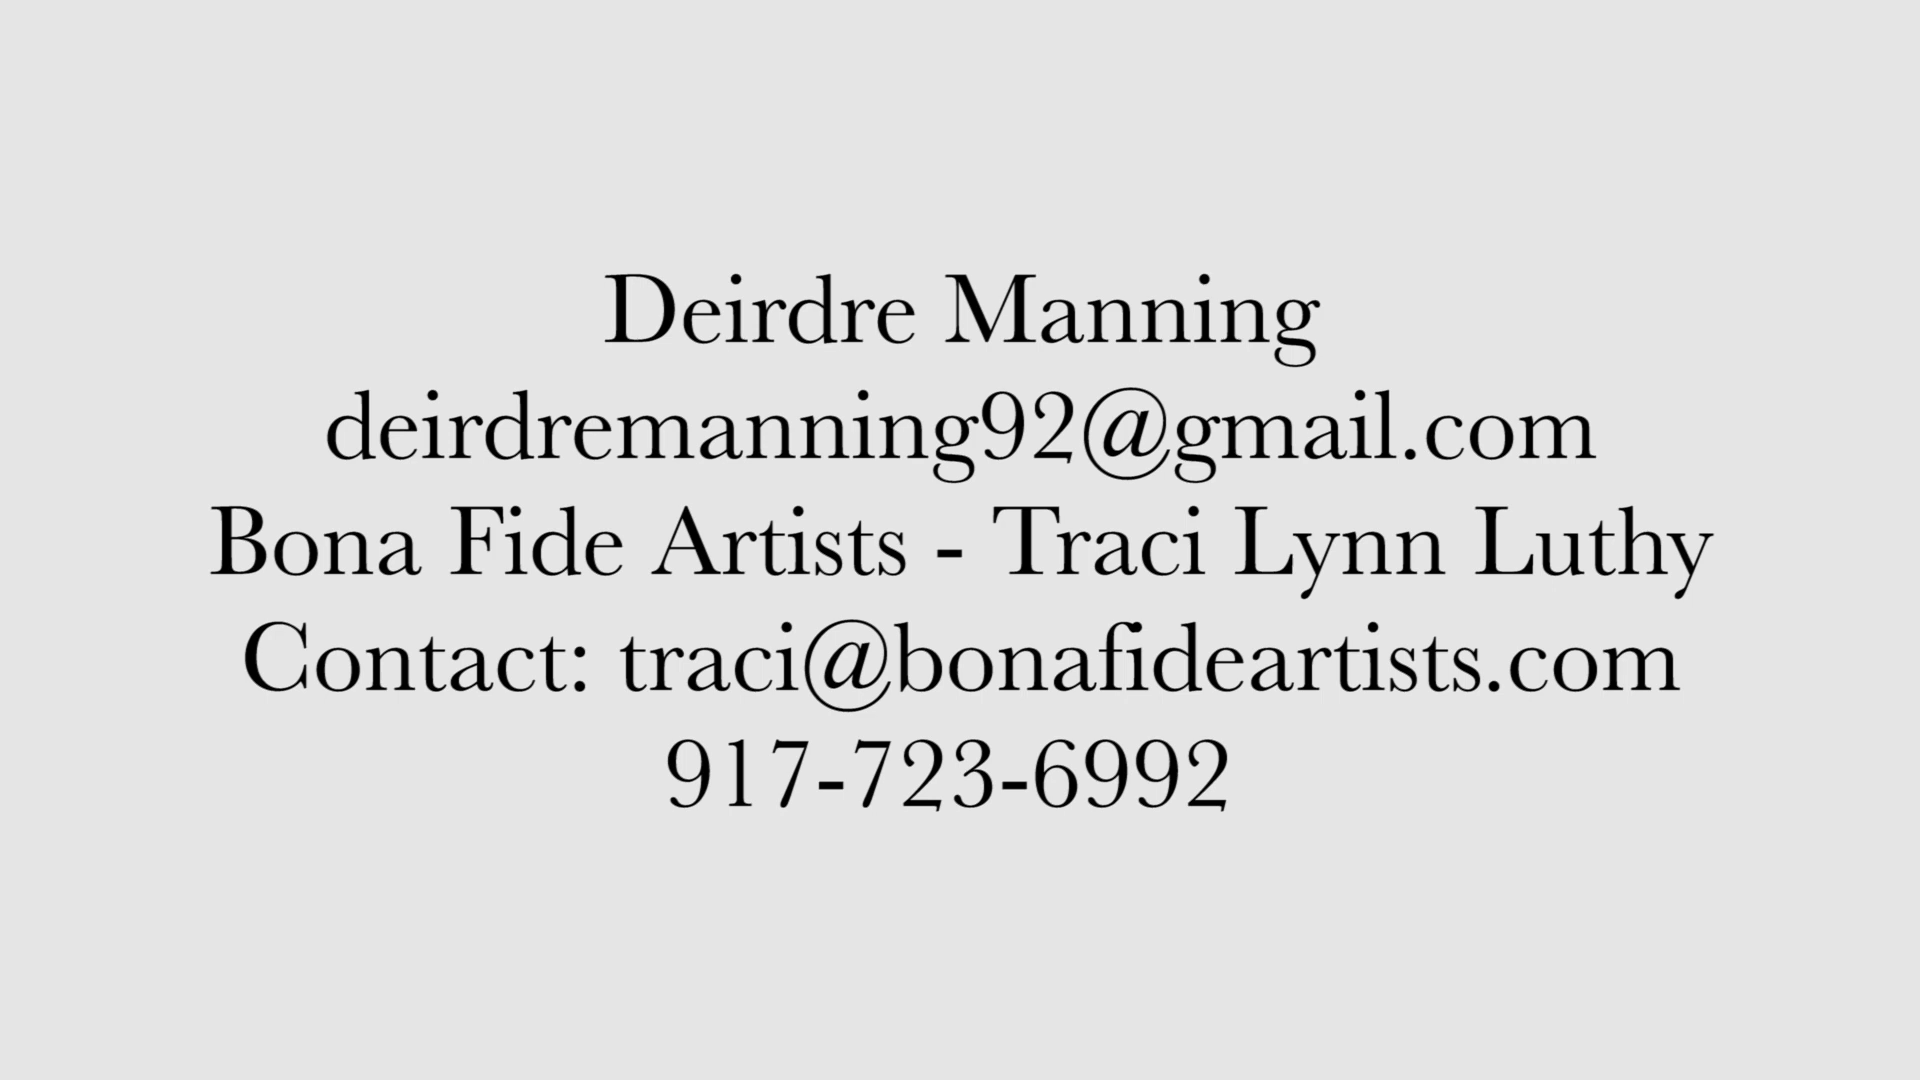 Deirdre Manning
deirdremanning92@gmail.com
Bona Fide Artists - Traci Lynn Luthy
Contact: traci@bonafideartists.com
917-723-6992